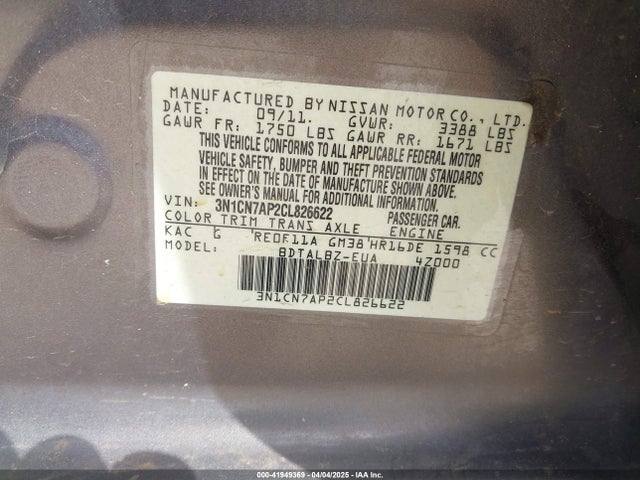 MANUFACTURED BY NISSAN MOTOR CO., LTD.
DATE: 09/11. GVWR: 3388 LBS
GAWR FR: 1750 LBS GAWR RR: 1671 LBS
THIS VEHICLE CONFORMS TO ALL APPLICABLE FEDERAL MOTOR
VEHICLE SAFETY, BUMPER AND THEFT PREVENTION STANDARDS
IN EFFECT ON THE DATE OF MANUFACTURE SHOWN ABOVE.
SEE OWNER'S MANUAL FOR ADDITIONAL INFORMATION.
VIN: 3N1CN7AP2CL826622 PASSENGER CAR.
COLOR TRIM TRANS AXLE ENGINE
KAC G RE0F11A GM38 HR16DE 1598 CC
MODEL: BDTALBZ-EUA 4Z000
3N1CN7AP2CL826622
000-41949369 | 04/04/2025 | IAA Inc.